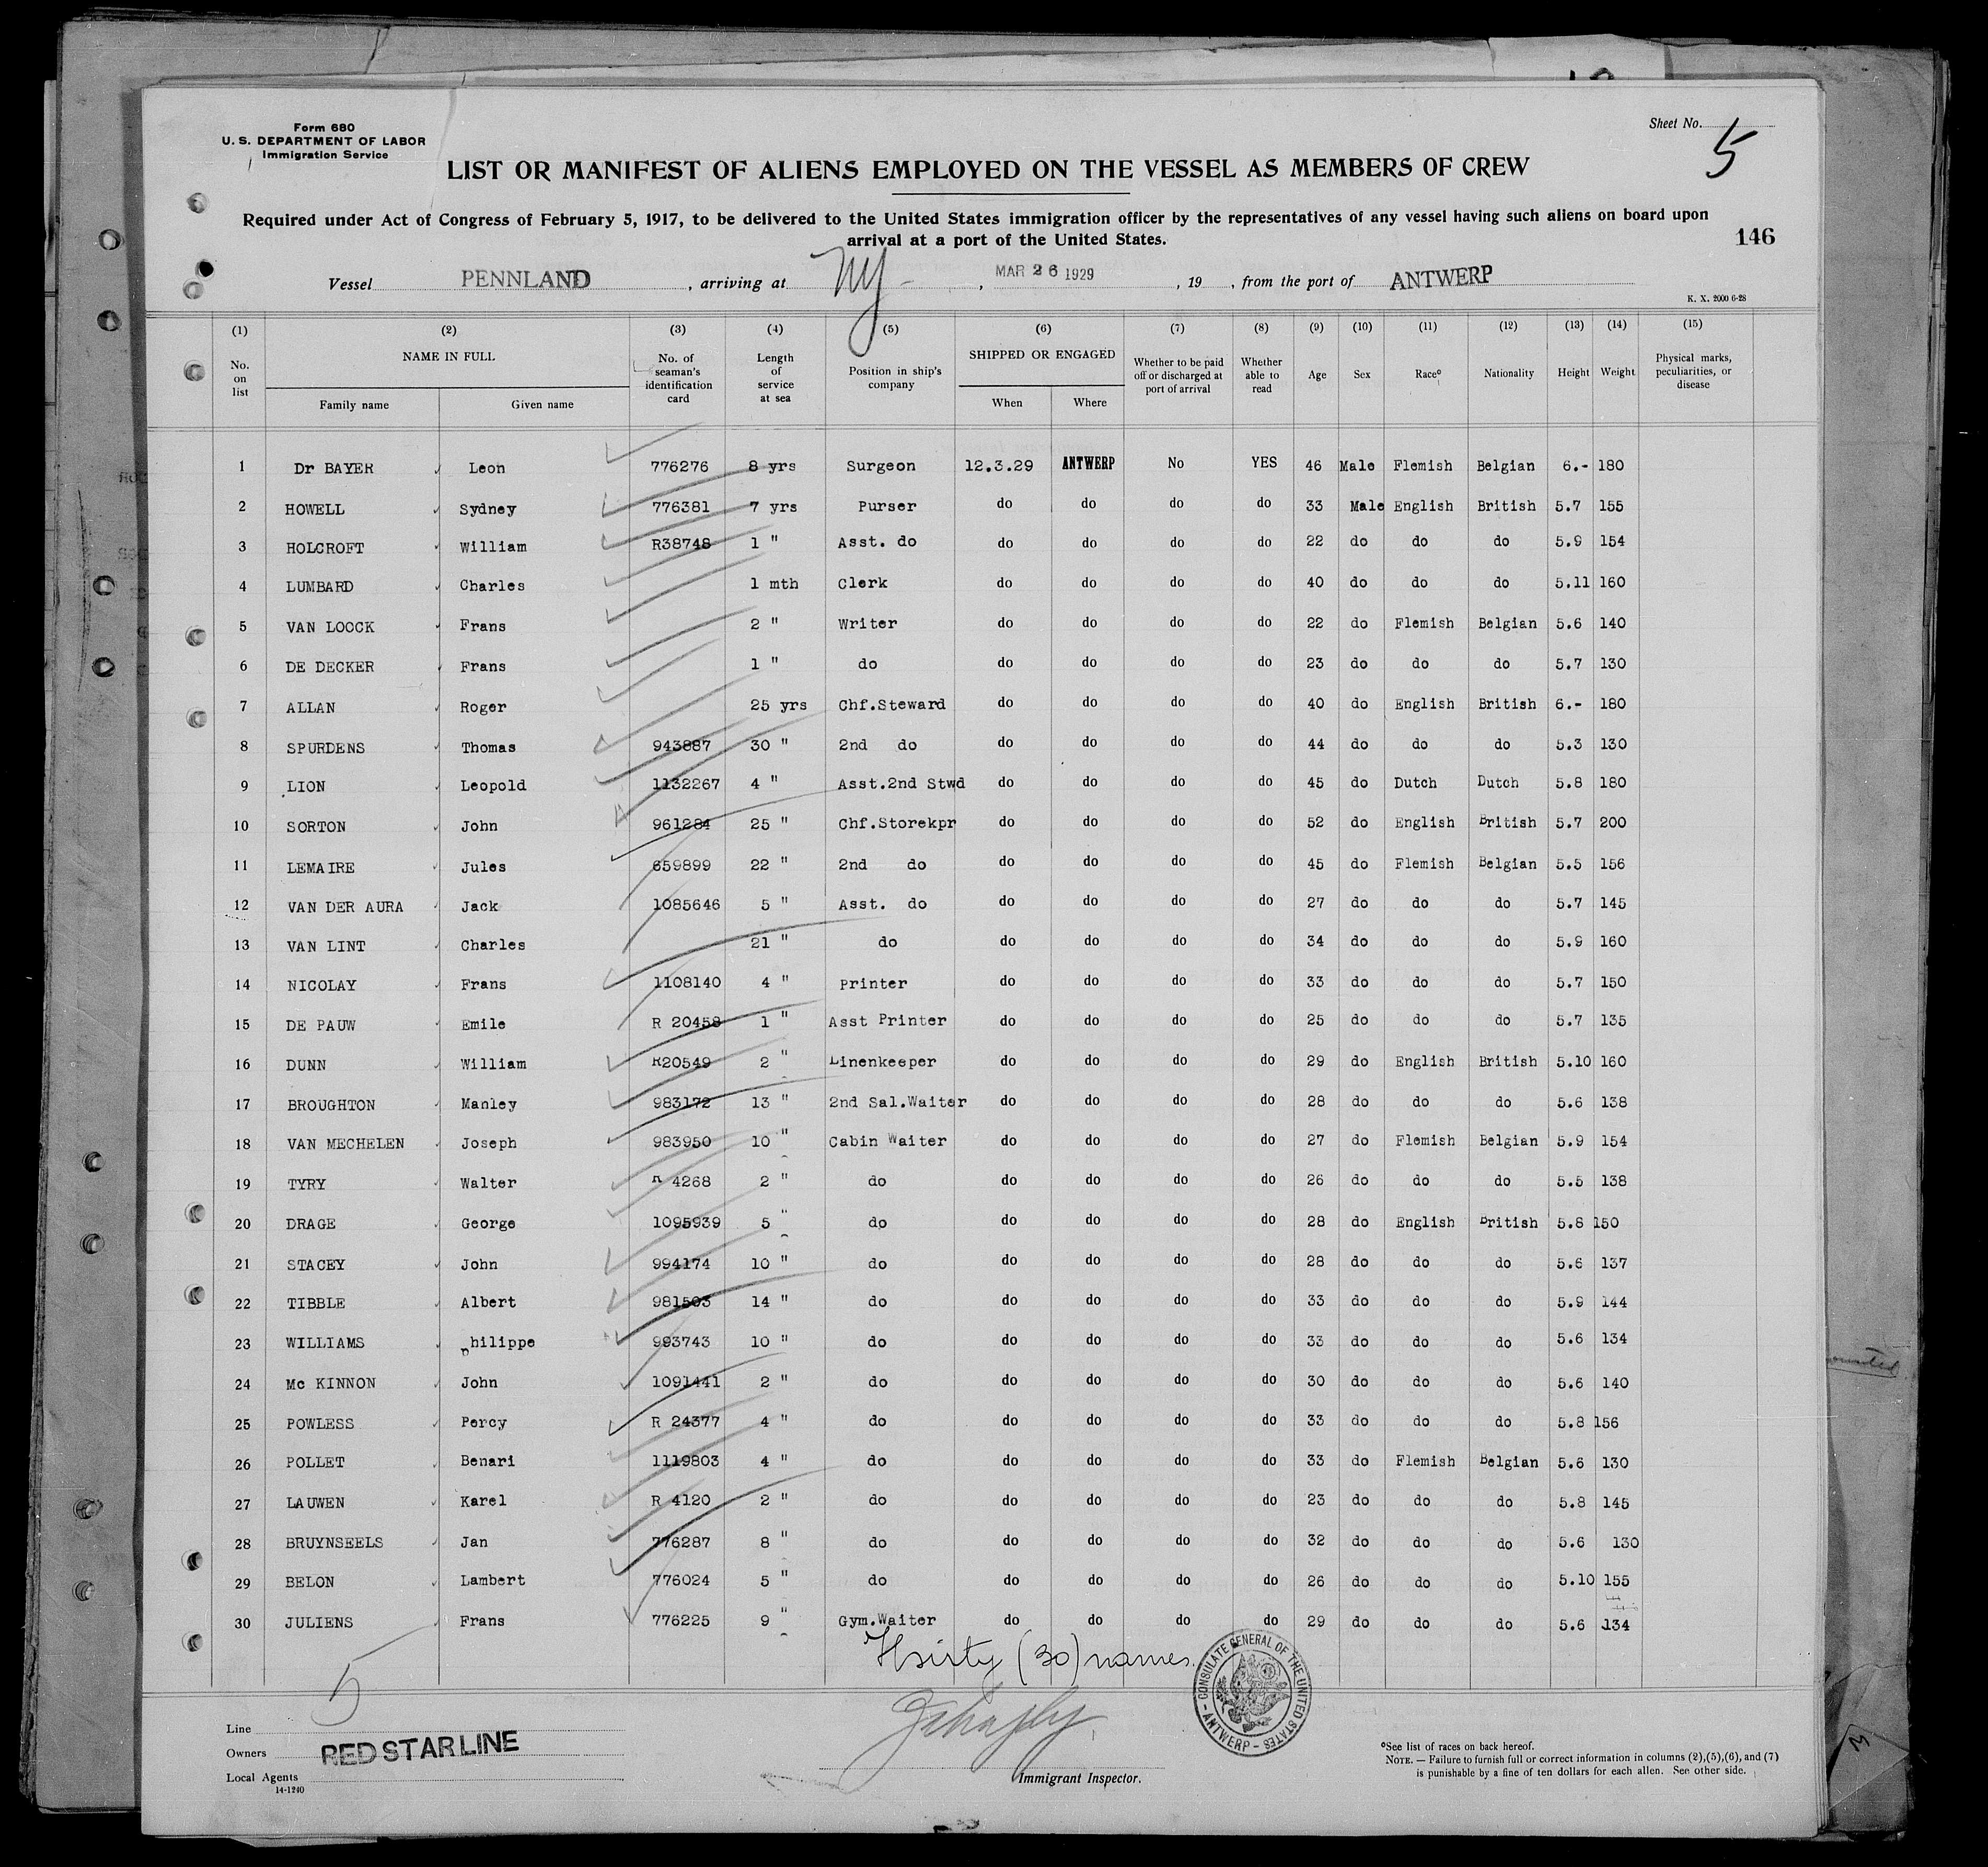 Form 680
U. S. DEPARTMENT OF LABOR
Immigration Service
Sheet No. 5
LIST OR MANIFEST OF ALIENS EMPLOYED ON THE VESSEL AS MEMBERS OF CREW
Required under Act of Congress of February 5, 1917, to be delivered to the United States immigration officer by the representatives of any vessel having such aliens on board upon
arrival at a port of the United States.
146
Vessel PENNLAND , arriving at NY - , MAR 26 1929 , 19 , from the port of ANTWERP
K. X. 2000 6-28
(1) (2) (3) (4) (5) (6) (7) (8) (9) (10) (11) (12) (13) (14) (15)
No. on list NAME IN FULL Family name Given name No. of seaman's identification card Length of service at sea Position in ship's company SHIPPED OR ENGAGED When Where Whether to be paid off or discharged at port of arrival Whether able to read Age Sex Race° Nationality Height Weight Physical marks, peculiarities, or disease
1 Dr BAYER Leon 776276 8 yrs Surgeon 12.3.29 ANTWERP No YES 46 Male Flemish Belgian 6.- 180
2 HOWELL Sydney 776381 7 yrs Purser do do do do 33 Male English British 5.7 155
3 HOLCROFT William R38748 1 " Asst. do do do do do 22 do do do 5.9 154
4 LUMBARD Charles 1 mth Clerk do do do do 40 do do do 5.11 160
5 VAN LOOCK Frans 2 " Writer do do do do 22 do Flemish Belgian 5.6 140
6 DE DECKER Frans 1 " do do do do do 23 do do do 5.7 130
7 ALLAN Roger 25 yrs Chf.Steward do do do do 40 do English British 6.- 180
8 SPURDENS Thomas 943887 30 " 2nd do do do do do 44 do do do 5.3 130
9 LION Leopold 1132267 4 " Asst.2nd Stwd do do do do 45 do Dutch Dutch 5.8 180
10 SORTON John 961284 25 " Chf.Storekpr do do do do 52 do English British 5.7 200
11 LEMAIRE Jules 659899 22 " 2nd do do do do do 45 do Flemish Belgian 5.5 156
12 VAN DER AURA Jack 1085646 5 " Asst. do do do do do 27 do do do 5.7 145
13 VAN LINT Charles 21 " do do do do do 34 do do do 5.9 160
14 NICOLAY Frans 1108140 4 " Printer do do do do 33 do do do 5.7 150
15 DE PAUW Emile R 20458 1 " Asst Printer do do do do 25 do do do 5.7 135
16 DUNN William R20549 2 " Linenkeeper do do do do 29 do English British 5.10 160
17 BROUGHTON Manley 983172 13 " 2nd Sal.Waiter do do do do 28 do do do 5.6 138
18 VAN MECHELEN Joseph 983950 10 " Cabin Waiter do do do do 27 do Flemish Belgian 5.9 154
19 TYRY Walter R 4268 2 " do do do do do 26 do do do 5.5 138
20 DRAGE George 1095939 5 " do do do do do 28 do English British 5.8 150
21 STACEY John 994174 10 " do do do do do 28 do do do 5.6 137
22 TIBBLE Albert 981503 14 " do do do do do 33 do do do 5.9 144
23 WILLIAMS Philippe 993743 10 " do do do do do 33 do do do 5.6 134
24 Mc KINNON John 1091441 2 " do do do do do 30 do do do 5.6 140
25 POWLESS Percy R 24377 4 " do do do do do 33 do do do 5.8 156
26 POLLET Benari 1119803 4 " do do do do do 33 do Flemish Belgian 5.6 130
27 LAUWEN Karel R 4120 2 " do do do do do 23 do do do 5.8 145
28 BRUYNSEELS Jan 776287 8 " do do do do do 32 do do do 5.6 130
29 BELON Lambert 776024 5 " do do do do do 26 do do do 5.10 155
30 JULIENS Frans 776225 9 " Gym.Waiter do do do do 29 do do do 5.6 134
Thirty (30) names.
5
CONSULATE GENERAL OF THE UNITED STATES - ANTWERP -
Line
Owners RED STAR LINE
Local Agents
14-1240
Immigrant Inspector.
°See list of races on back hereof.
NOTE. — Failure to furnish full or correct information in columns (2),(5),(6), and (7)
is punishable by a fine of ten dollars for each alien. See other side.